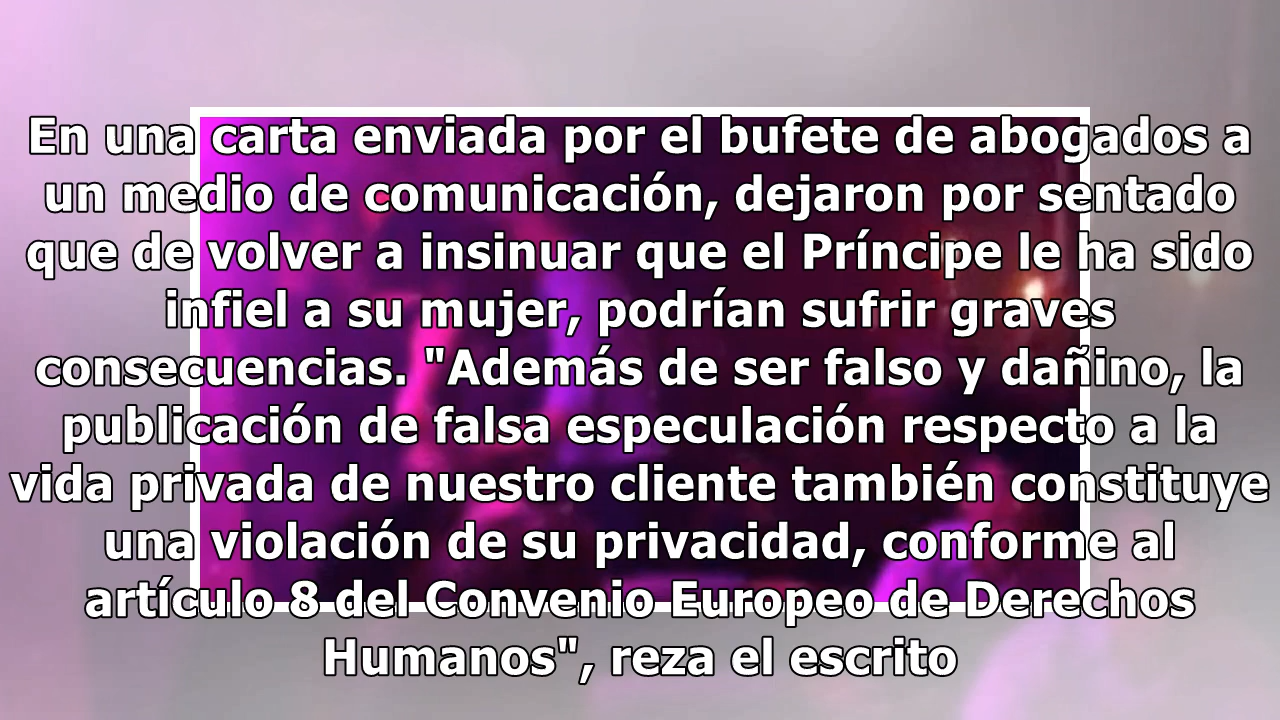 En una carta enviada por el bufete de abogados a
un medio de comunicación, dejaron por sentado
que de volver a insinuar que el Príncipe le ha sido
infiel a su mujer, podrían sufrir graves
consecuencias. "Además de ser falso y dañino, la
publicación de falsa especulación respecto a la
vida privada de nuestro cliente también constituye
una violación de su privacidad, conforme al
artículo 8 del Convenio Europeo de Derechos
Humanos", reza el escrito